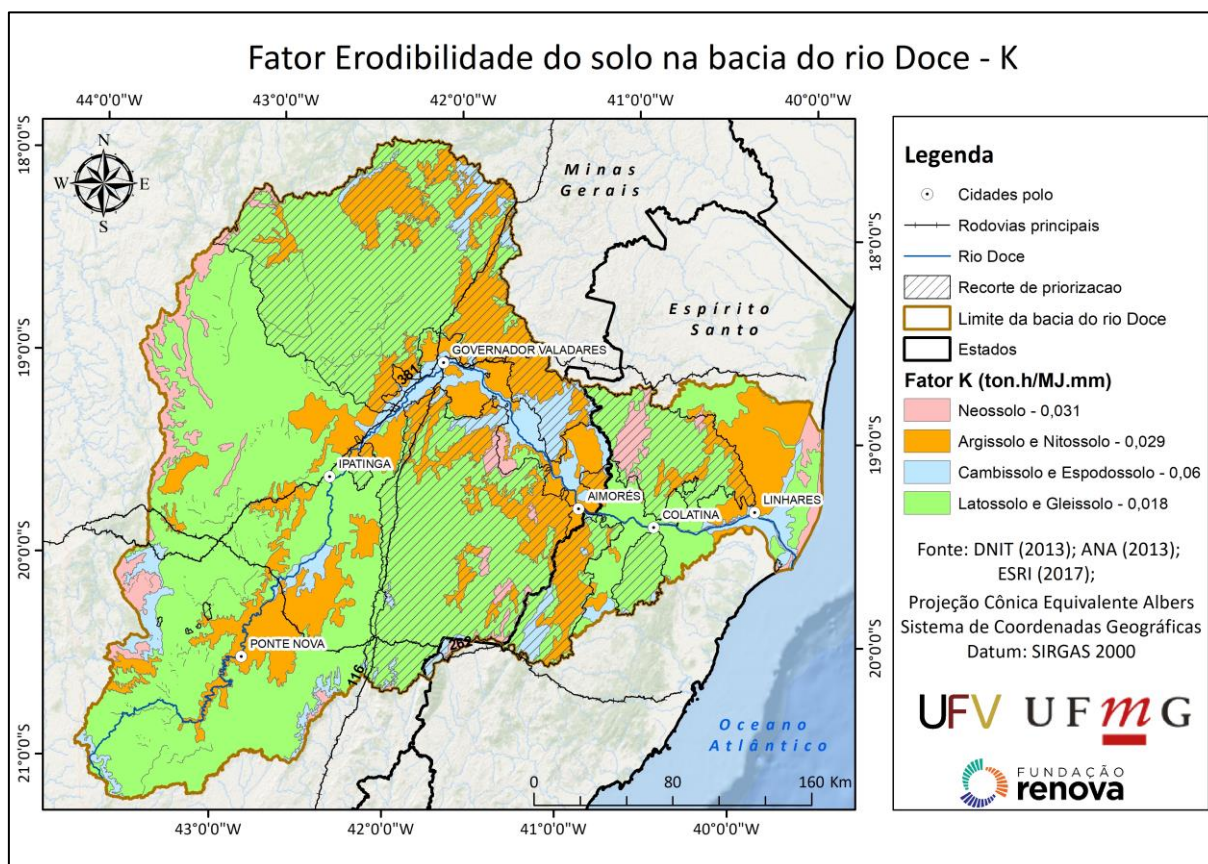 Fator Erodibilidade do solo na bacia do rio Doce - K
44°0'0"W
43°0'0"W
42°0'0"W
41°0'0"W
40°0'0"W
18°0'0"S
19°0'0"S
20°0'0"S
21°0'0"S
N
W
E
S
Minas
Gerais
Espírito
Santo
18°0'0"S
19°0'0"S
20°0'0"S
GOVERNADOR VALADARES
381
IPATINGA
AIMORÉS
COLATINA
LINHARES
PONTE NOVA
116
262
Oceano
Atlântico
0 80 160 Km
43°0'0"W
42°0'0"W
41°0'0"W
40°0'0"W
Legenda
Cidades polo
Rodovias principais
Rio Doce
Recorte de priorizacao
Limite da bacia do rio Doce
Estados
Fator K (ton.h/MJ.mm)
Neossolo - 0,031
Argissolo e Nitossolo - 0,029
Cambissolo e Espodossolo - 0,06
Latossolo e Gleissolo - 0,018
Fonte: DNIT (2013); ANA (2013);
ESRI (2017);
Projeção Cônica Equivalente Albers
Sistema de Coordenadas Geográficas
Datum: SIRGAS 2000
UFV
UFmG
FUNDAÇÃO
renova